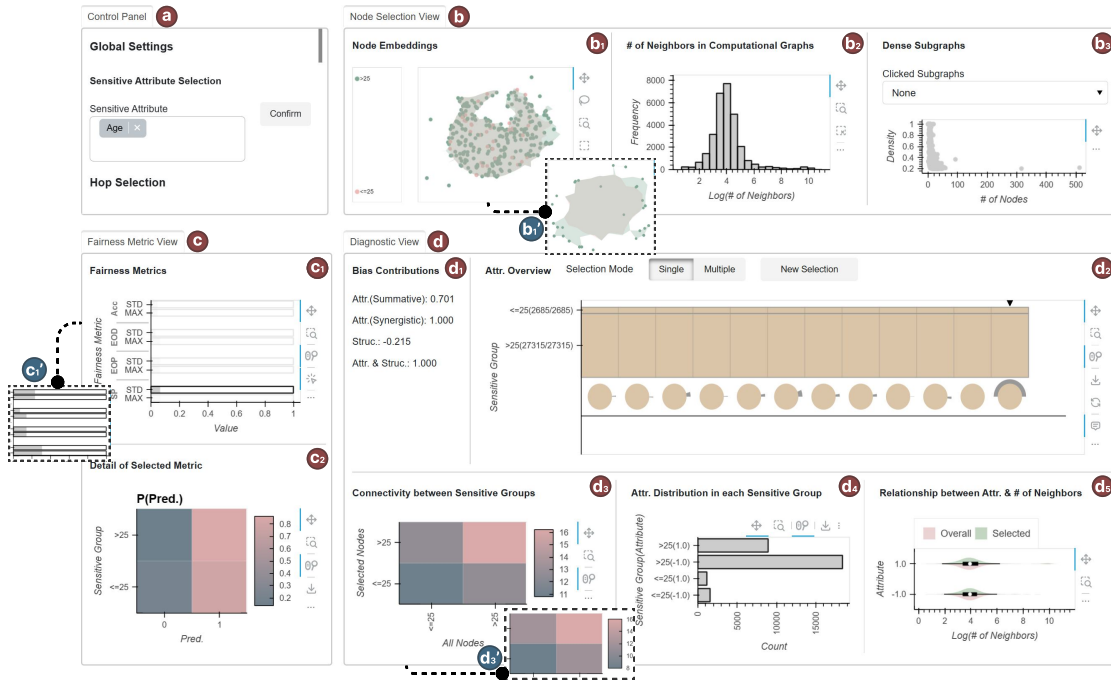 Control Panel
a
Global Settings
Sensitive Attribute Selection
Sensitive Attribute
Age
×
Confirm
Hop Selection
Node Selection View
b
Node Embeddings
b₁
>25
<=25
b₁'
# of Neighbors in Computational Graphs
b₂
Frequency
8000
6000
4000
2000
0
2 4 6 8 10
Log(# of Neighbors)
Dense Subgraphs
b₃
Clicked Subgraphs
None
Density
1
0.8
0.6
0.4
0.2
0 100 200 300 400 500
# of Nodes
Fairness Metric View
c
Fairness Metrics
c₁
Fairness Metric
Acc
STD
MAX
EOD
STD
MAX
EOP
STD
MAX
SP
STD
MAX
0 0.2 0.4 0.6 0.8 1
Value
c₁'
Detail of Selected Metric
c₂
P(Pred.)
Sensitive Group
>25
<=25
0 1
Pred.
0.8
0.7
0.6
0.5
0.4
0.3
0.2
Diagnostic View
d
Bias Contributions
d₁
Attr.(Summative): 0.701
Attr.(Synergistic): 1.000
Struc.: -0.215
Attr. & Struc.: 1.000
Attr. Overview
Selection Mode
Single
Multiple
New Selection
d₂
Sensitive Group
<=25(2685/2685)
>25(27315/27315)
Connectivity between Sensitive Groups
d₃
Selected Nodes
>25
<=25
<=25
>25
All Nodes
16
15
14
13
12
11
d₃'
16
14
12
10
8
Attr. Distribution in each Sensitive Group
d₄
Sensitive Group(Attribute)
>25(1.0)
>25(-1.0)
<=25(1.0)
<=25(-1.0)
0 5000 10000 15000
Count
Relationship between Attr. & # of Neighbors
d₅
Overall
Selected
Attribute
1.0
-1.0
0 2 4 6 8 10
Log(# of Neighbors)